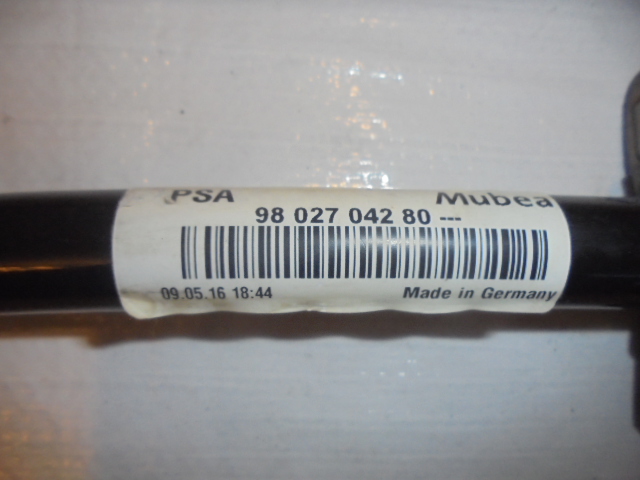 PSA Mubea
98 027 042 80 ---
09.05.16 18:44 Made in Germany